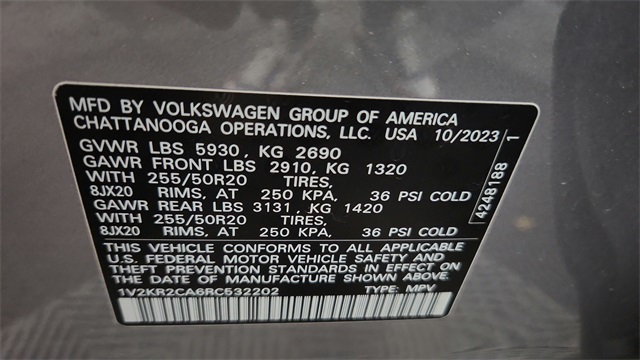 MFD BY VOLKSWAGEN GROUP OF AMERICA
CHATTANOOGA OPERATIONS, LLC. USA 10/2023
GVWR LBS 5930, KG 2690
GAWR FRONT LBS 2910, KG 1320
WITH 255/50R20 TIRES,
8JX20 RIMS, AT 250 KPA, 36 PSI COLD
GAWR REAR LBS 3131, KG 1420
WITH 255/50R20 TIRES,
8JX20 RIMS, AT 250 KPA, 36 PSI COLD
THIS VEHICLE CONFORMS TO ALL APPLICABLE
U.S. FEDERAL MOTOR VEHICLE SAFETY, BUMPER AND
THEFT PREVENTION STANDARDS IN EFFECT ON
THE DATE OF MANUFACTURE SHOWN ABOVE.
1V2KR2CA6RC532202 TYPE: MPV
4248188 1